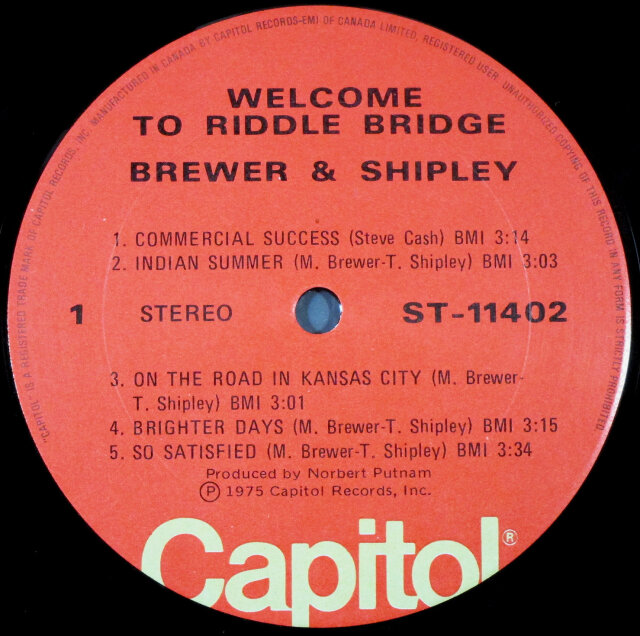 "CAPITOL" IS A REGISTERED TRADE MARK OF CAPITOL RECORDS, INC. MANUFACTURED IN CANADA BY CAPITOL RECORDS-EMI OF CANADA LIMITED, REGISTERED USER. UNAUTHORIZED COPYING OF THIS RECORD IN ANY FORM IS STRICTLY PROHIBITED.
WELCOME
TO RIDDLE BRIDGE
BREWER & SHIPLEY
1. COMMERCIAL SUCCESS (Steve Cash) BMI 3:14
2. INDIAN SUMMER (M. Brewer-T. Shipley) BMI 3:03
1 STEREO ST-11402
3. ON THE ROAD IN KANSAS CITY (M. Brewer-
T. Shipley) BMI 3:01
4. BRIGHTER DAYS (M. Brewer-T. Shipley) BMI 3:15
5. SO SATISFIED (M. Brewer-T. Shipley) BMI 3:34
Produced by Norbert Putnam
Ⓟ 1975 Capitol Records, Inc.
Capitol®